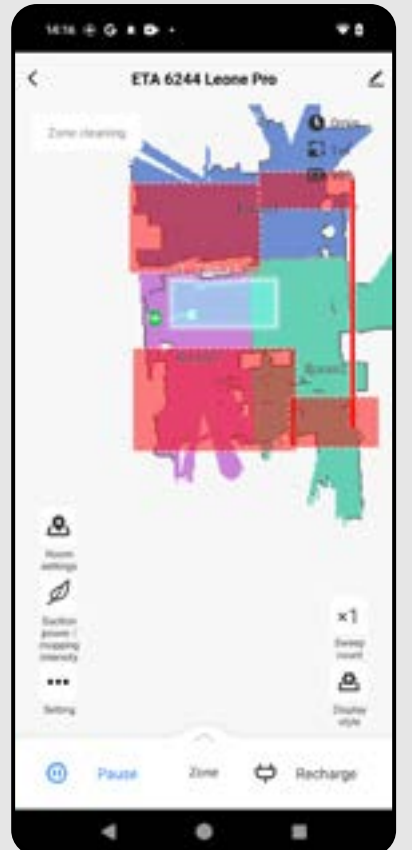 14:16
ETA 6244 Leone Pro
Zone cleaning
Room
settings
Suction
power /
mopping
intensity
Setting
×1
Sweep
count
Display
style
Pause
Zone
Recharge